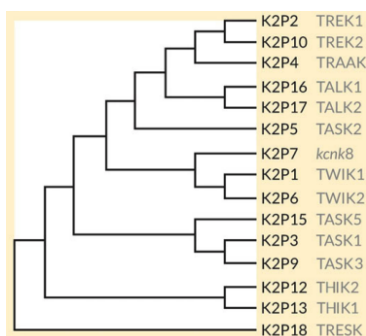 K2P2 TREK1
K2P10 TREK2
K2P4 TRAAK
K2P16 TALK1
K2P17 TALK2
K2P5 TASK2
K2P7 kcnk8
K2P1 TWIK1
K2P6 TWIK2
K2P15 TASK5
K2P3 TASK1
K2P9 TASK3
K2P12 THIK2
K2P13 THIK1
K2P18 TRESK